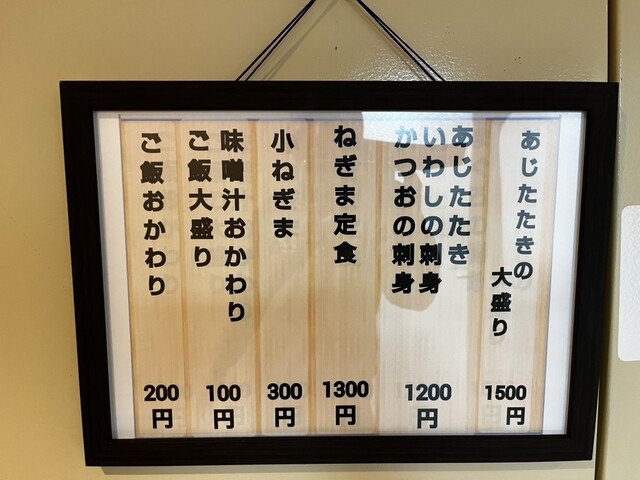 あじたたきの
大盛り
1500
円
あじたたき
いわしの刺身
かつおの刺身
1200
円
ねぎま定食
1300
円
小ねぎま
300
円
味噌汁おかわり
ご飯大盛り
100
円
ご飯おかわり
200
円